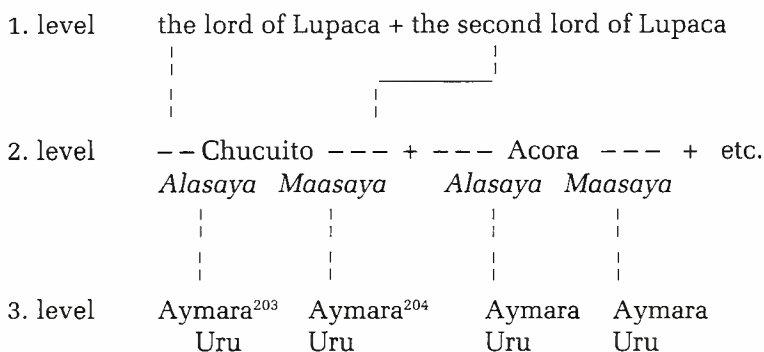 1. level the lord of Lupaca + the second lord of Lupaca
2. level –– Chucuito ––– + ––– Acora ––– + etc.
Alasaya Maasaya Alasaya Maasaya
3. level Aymara²⁰³ Aymara²⁰⁴ Aymara Aymara
Uru Uru Uru Uru